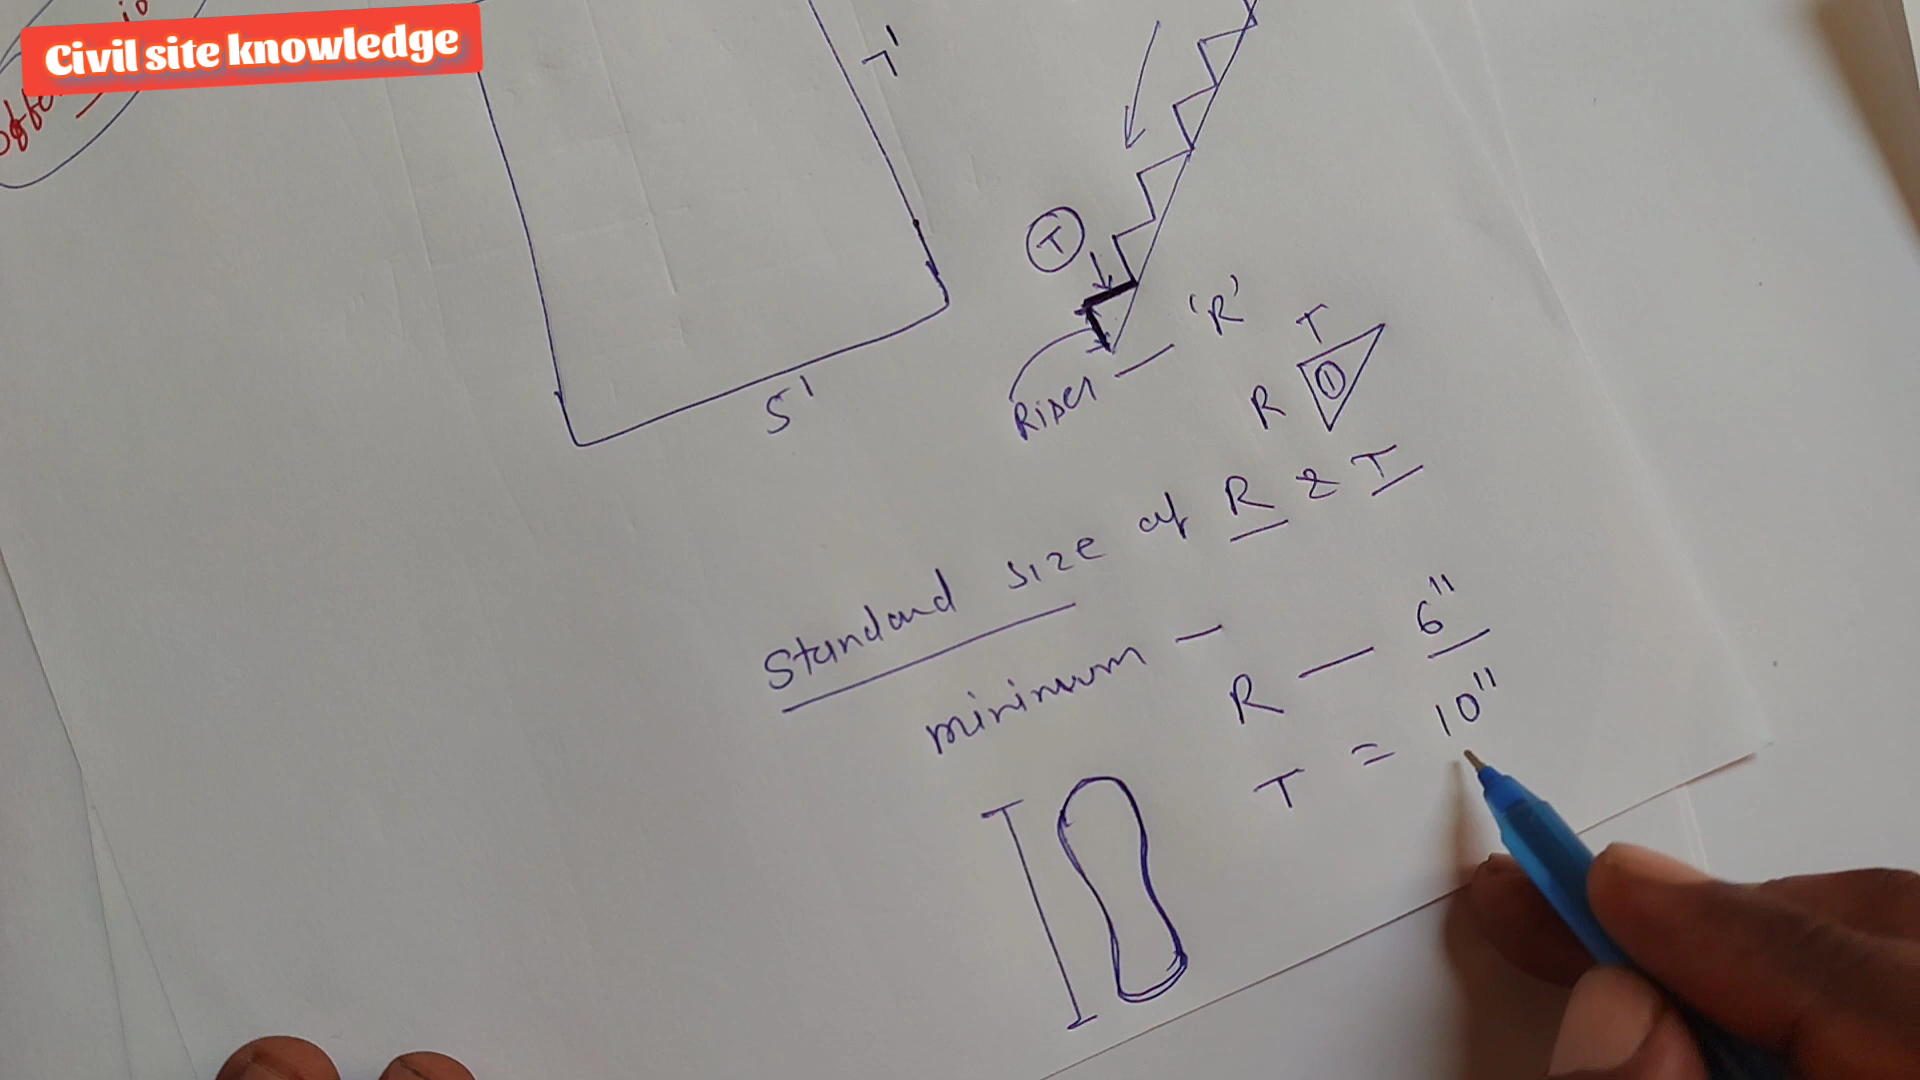 Civil site knowledge
7'
5'
T
Riser — 'R'
T
R
1
Standard size of R & T
minimum —
R — 6"
T = 10"